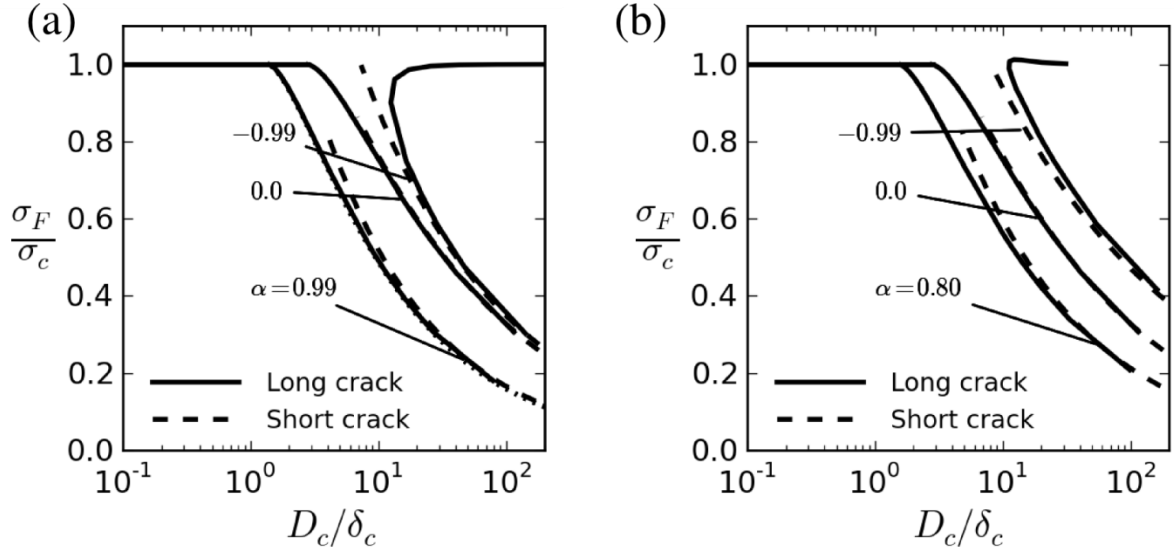 (a)
1.0
0.8
0.6
0.4
0.2
0.0
σ_F
σ_c
−0.99
0.0
α=0.99
Long crack
Short crack
10^-1
10^0
10^1
10^2
D_c/δ_c
(b)
1.0
0.8
0.6
0.4
0.2
0.0
σ_F
σ_c
−0.99
0.0
α=0.80
Long crack
Short crack
10^-1
10^0
10^1
10^2
D_c/δ_c